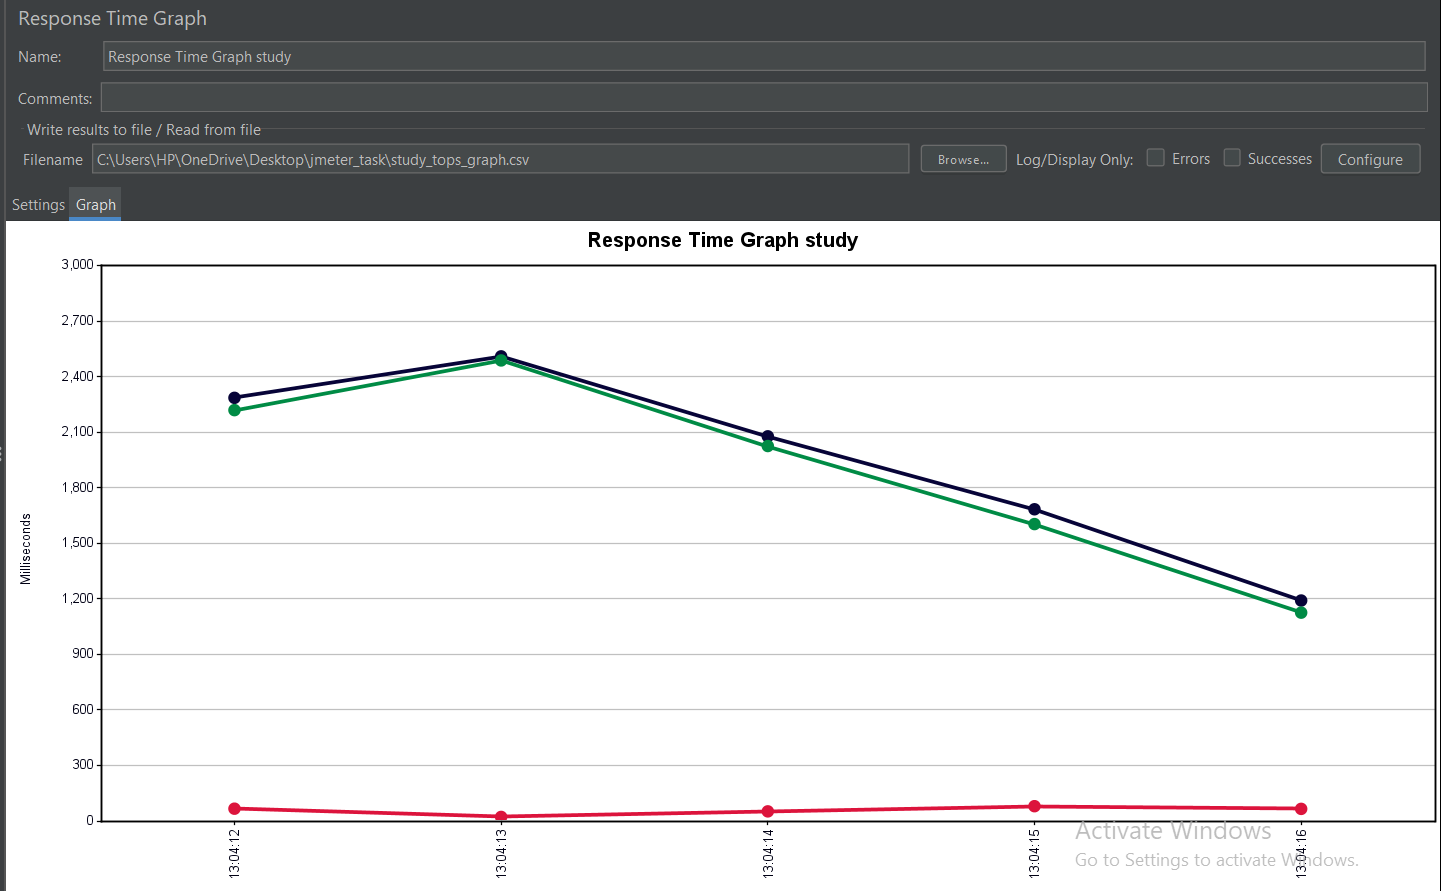 Response Time Graph
Name: Response Time Graph study
Comments:
Write results to file / Read from file
Filename C:\Users\HP\OneDrive\Desktop\jmeter_task\study_tops_graph.csv Browse... Log/Display Only: Errors Successes Configure
Settings Graph
Response Time Graph study
3,000
2,700
2,400
2,100
1,800
1,500
1,200
900
600
300
0
Milliseconds
13:04:12 13:04:13 13:04:14 13:04:15 13:04:16
Activate Windows
Go to Settings to activate Windows.